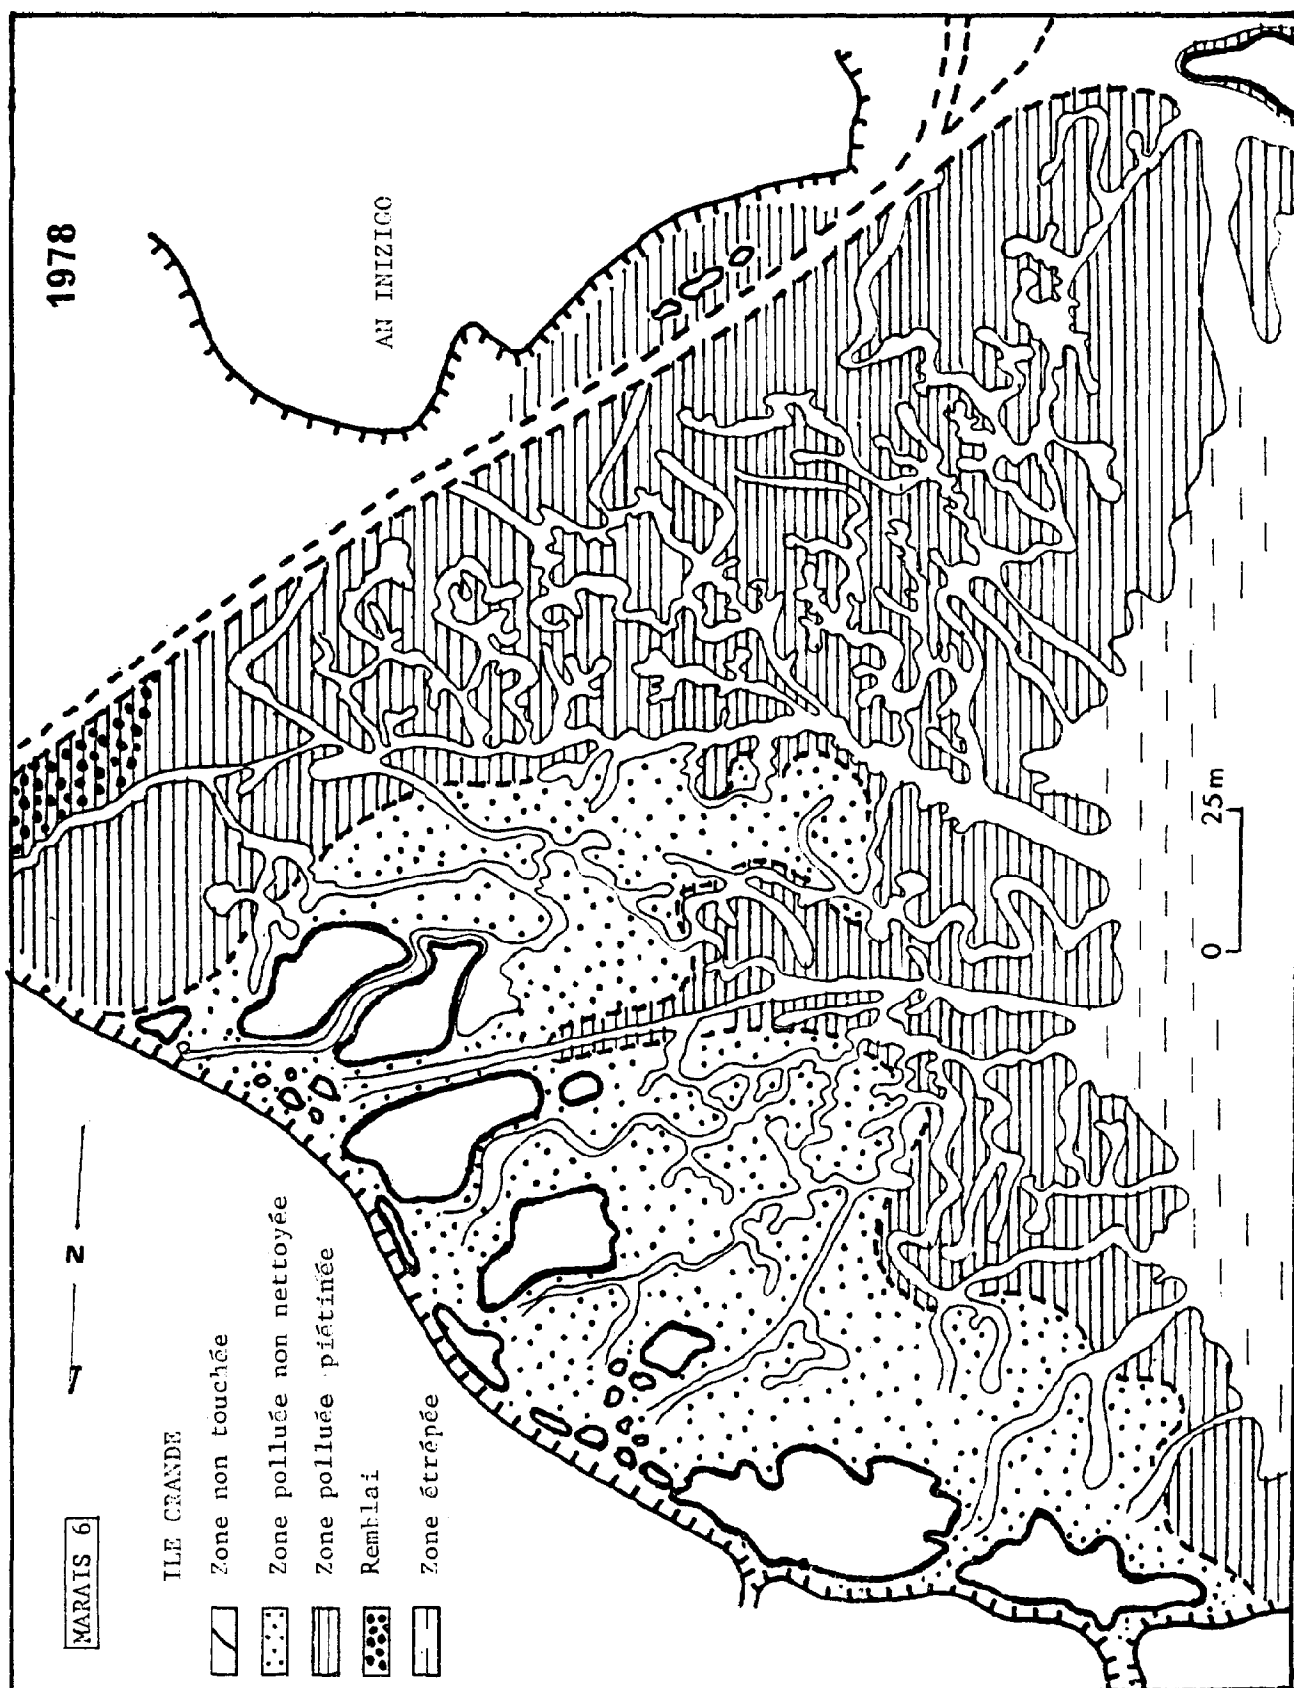 MARAIS 6
1978
N
ILE GRANDE
Zone non touchée
Zone polluée non nettoyée
Zone polluée piétinée
Remblai
Zone étrépée
AN INIZIGO
0 25m